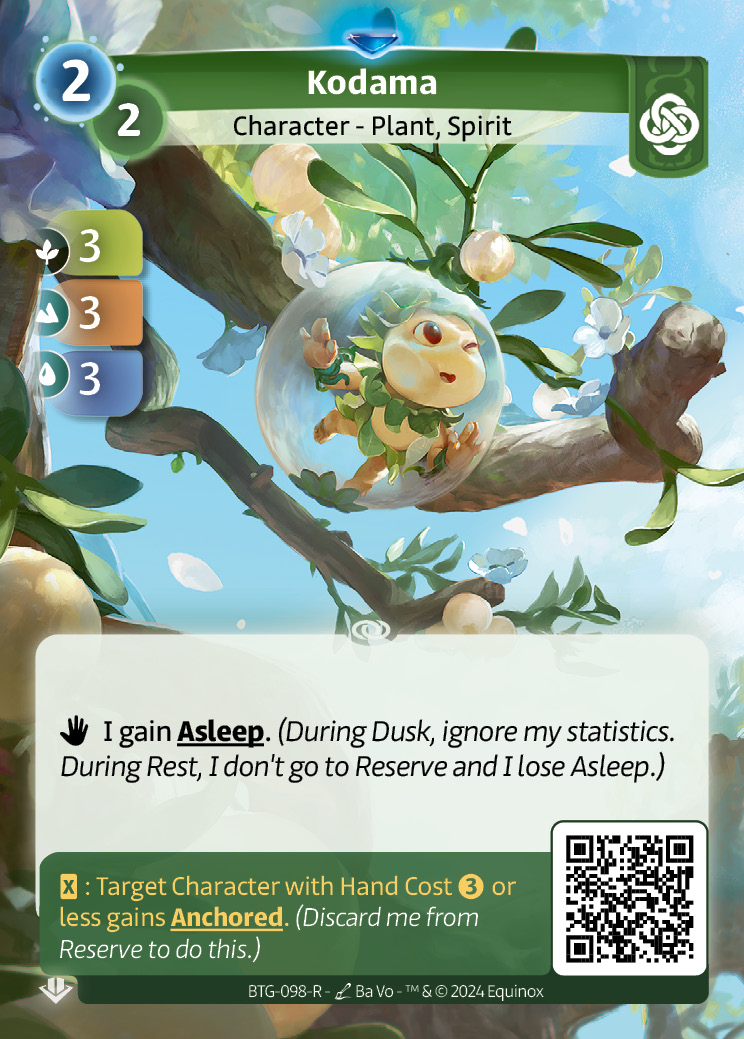 2
Kodama
2
Character - Plant, Spirit
3
3
3
I gain Asleep. (During Dusk, ignore my statistics.
During Rest, I don't go to Reserve and I lose Asleep.)
X : Target Character with Hand Cost 3 or
less gains Anchored. (Discard me from
Reserve to do this.)
BTG-098-R - Ba Vo - ™ & © 2024 Equinox